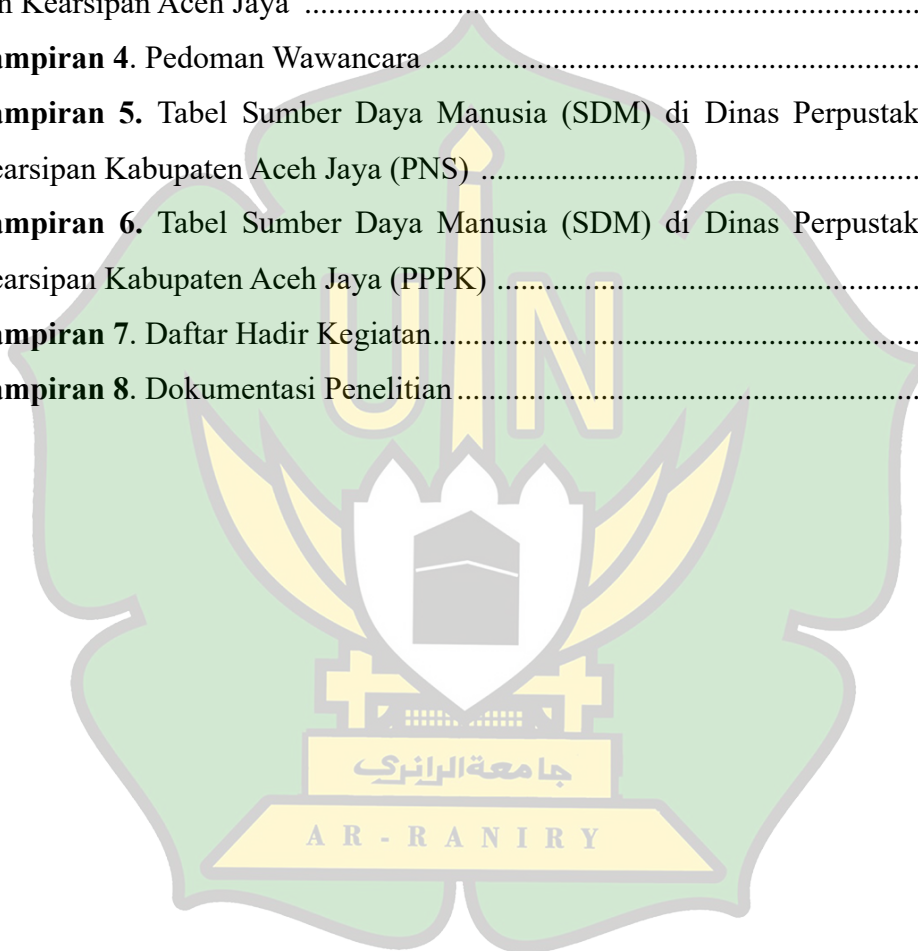 n Kearsipan Aceh Jaya ........................................................................
ampiran 4. Pedoman Wawancara..............................................................
ampiran 5. Tabel Sumber Daya Manusia (SDM) di Dinas Perpustak
earsipan Kabupaten Aceh Jaya (PNS) ........................................................
ampiran 6. Tabel Sumber Daya Manusia (SDM) di Dinas Perpustak
earsipan Kabupaten Aceh Jaya (PPPK) .....................................................
ampiran 7. Daftar Hadir Kegiatan.............................................................
ampiran 8. Dokumentasi Penelitian..........................................................
UIN
جامعة الرانري
AR-RANIRY